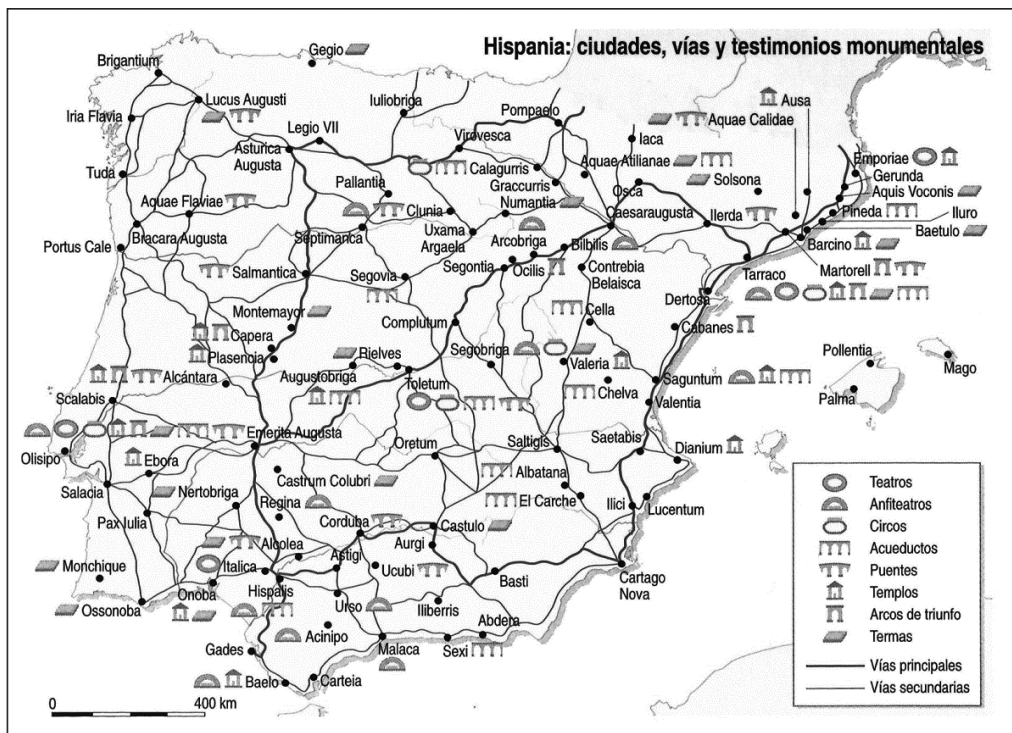 Hispania: ciudades, vías y testimonios monumentales
Gegio
Brigantium
Lucus Augusti
Iuliobriga
Pompaelo
Ausa
Iria Flavia
Legio VII
Virovesca
Iaca
Aquae Calidae
Asturica
Augusta
Calagurris
Aquae Atilianae
Emporiae
Tuda
Pallantia
Graccurris
Solsona
Gerunda
Aquae Flaviae
Clunia
Numantia
Osca
Aquis Voconis
Caesaraugusta
Ilerda
Pineda
Iluro
Bracara Augusta
Septimanca
Uxama
Argaela
Arcobriga
Bilbilis
Baetulo
Portus Cale
Barcino
Salmantica
Segovia
Segontia
Ocilis
Contrebia
Belaisca
Tarraco
Martorell
Dertosa
Montemayor
Complutum
Cella
Cabanes
Capera
Rielves
Segobriga
Plasencia
Valeria
Pollentia
Mago
Alcántara
Augustobriga
Toletum
Chelva
Saguntum
Palma
Scalabis
Valentia
Emerita Augusta
Oretum
Saltigis
Saetabis
Dianium
Olisipo
Ebora
Castrum Colubri
Albatana
Salacia
Nertobriga
El Carche
Pax Iulia
Regina
Ilici
Lucentum
Corduba
Castulo
Alcolea
Aurgi
Monchique
Italica
Astigi
Ucubi
Basti
Cartago
Nova
Onoba
Hispalis
Ossonoba
Urso
Iliberris
Acinipo
Abdera
Gades
Malaca
Sexi
Baelo
Carteia
0
400 km
Teatros
Anfiteatros
Circos
Acueductos
Puentes
Templos
Arcos de triunfo
Termas
Vías principales
Vías secundarias